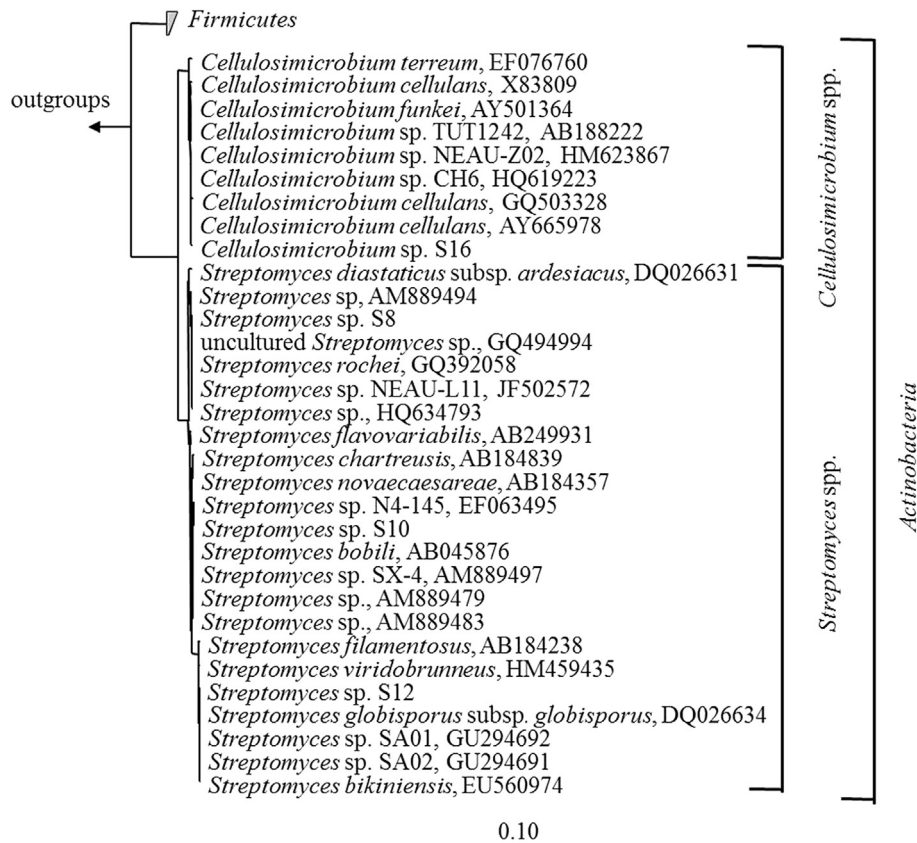 Firmicutes
outgroups
Cellulosimicrobium terreum, EF076760
Cellulosimicrobium cellulans, X83809
Cellulosimicrobium funkei, AY501364
Cellulosimicrobium sp. TUT1242, AB188222
Cellulosimicrobium sp. NEAU-Z02, HM623867
Cellulosimicrobium sp. CH6, HQ619223
Cellulosimicrobium cellulans, GQ503328
Cellulosimicrobium cellulans, AY665978
Cellulosimicrobium sp. S16
Streptomyces diastaticus subsp. ardesiacus, DQ026631
Streptomyces sp, AM889494
Streptomyces sp. S8
uncultured Streptomyces sp., GQ494994
Streptomyces rochei, GQ392058
Streptomyces sp. NEAU-L11, JF502572
Streptomyces sp., HQ634793
Streptomyces flavovariabilis, AB249931
Streptomyces chartreusis, AB184839
Streptomyces novaecaesareae, AB184357
Streptomyces sp. N4-145, EF063495
Streptomyces sp. S10
Streptomyces bobili, AB045876
Streptomyces sp. SX-4, AM889497
Streptomyces sp., AM889479
Streptomyces sp., AM889483
Streptomyces filamentosus, AB184238
Streptomyces viridobrunneus, HM459435
Streptomyces sp. S12
Streptomyces globisporus subsp. globisporus, DQ026634
Streptomyces sp. SA01, GU294692
Streptomyces sp. SA02, GU294691
Streptomyces bikiniensis, EU560974
Cellulosimicrobium spp.
Streptomyces spp.
Actinobacteria
0.10